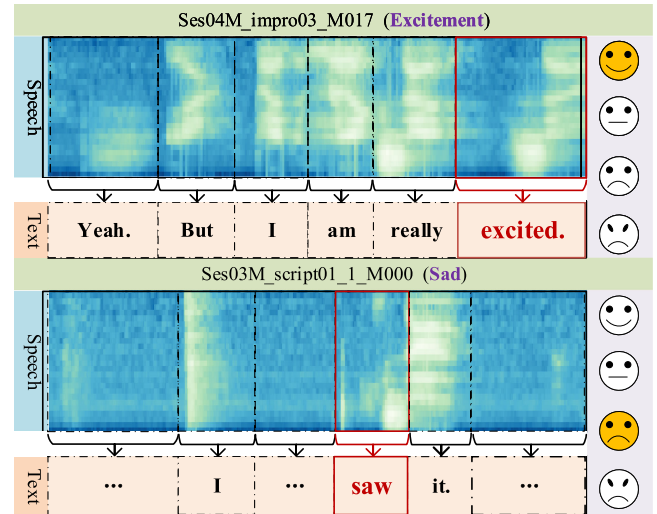 Ses04M_impro03_M017 (Excitement)
Speech
Text
Yeah. But I am really excited.
Ses03M_script01_1_M000 (Sad)
Speech
Text
... I ... saw it. ...